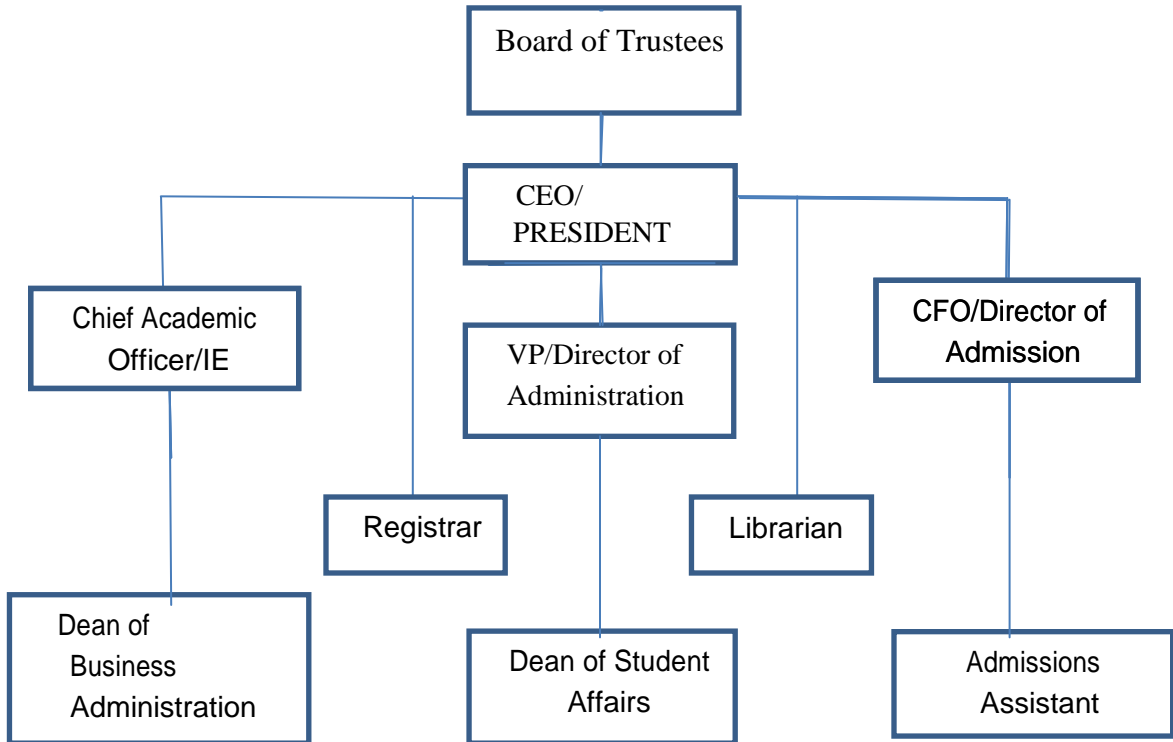 Board of Trustees
CEO/
PRESIDENT
Chief Academic
Officer/IE
VP/Director of
Administration
CFO/Director of
Admission
Registrar
Librarian
Dean of
Business
Administration
Dean of Student
Affairs
Admissions
Assistant